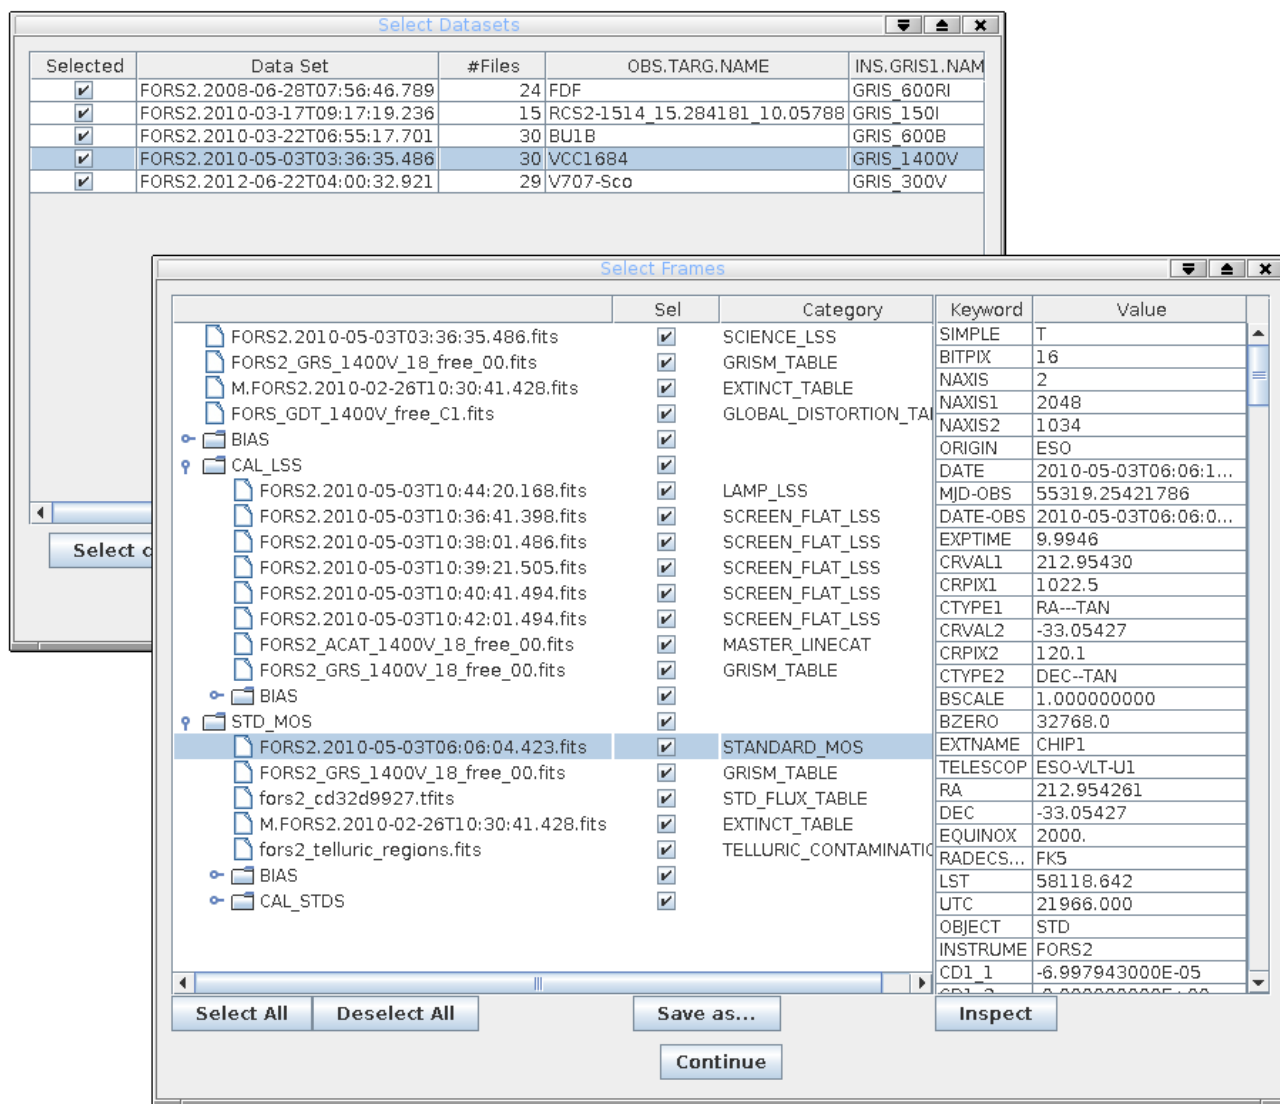 Select Datasets
Selected Data Set #Files OBS.TARG.NAME INS.GRIS1.NAM
FORS2.2008-06-28T07:56:46.789 24 FDF GRIS_600RI
FORS2.2010-03-17T09:17:19.236 15 RCS2-1514_15.284181_10.05788 GRIS_150I
FORS2.2010-03-22T06:55:17.701 30 BU1B GRIS_600B
FORS2.2010-05-03T03:36:35.486 30 VCC1684 GRIS_1400V
FORS2.2012-06-22T04:00:32.921 29 V707-Sco GRIS_300V
Select c
Select Frames
Sel Category
FORS2.2010-05-03T03:36:35.486.fits SCIENCE_LSS
FORS2_GRS_1400V_18_free_00.fits GRISM_TABLE
M.FORS2.2010-02-26T10:30:41.428.fits EXTINCT_TABLE
FORS_GDT_1400V_free_C1.fits GLOBAL_DISTORTION_TA
BIAS
CAL_LSS
FORS2.2010-05-03T10:44:20.168.fits LAMP_LSS
FORS2.2010-05-03T10:36:41.398.fits SCREEN_FLAT_LSS
FORS2.2010-05-03T10:38:01.486.fits SCREEN_FLAT_LSS
FORS2.2010-05-03T10:39:21.505.fits SCREEN_FLAT_LSS
FORS2.2010-05-03T10:40:41.494.fits SCREEN_FLAT_LSS
FORS2.2010-05-03T10:42:01.494.fits SCREEN_FLAT_LSS
FORS2_ACAT_1400V_18_free_00.fits MASTER_LINECAT
FORS2_GRS_1400V_18_free_00.fits GRISM_TABLE
BIAS
STD_MOS
FORS2.2010-05-03T06:06:04.423.fits STANDARD_MOS
FORS2_GRS_1400V_18_free_00.fits GRISM_TABLE
fors2_cd32d9927.tfits STD_FLUX_TABLE
M.FORS2.2010-02-26T10:30:41.428.fits EXTINCT_TABLE
fors2_telluric_regions.fits TELLURIC_CONTAMINATIO
BIAS
CAL_STDS
Keyword Value
SIMPLE T
BITPIX 16
NAXIS 2
NAXIS1 2048
NAXIS2 1034
ORIGIN ESO
DATE 2010-05-03T06:06:1...
MJD-OBS 55319.25421786
DATE-OBS 2010-05-03T06:06:0...
EXPTIME 9.9946
CRVAL1 212.95430
CRPIX1 1022.5
CTYPE1 RA---TAN
CRVAL2 -33.05427
CRPIX2 120.1
CTYPE2 DEC--TAN
BSCALE 1.000000000
BZERO 32768.0
EXTNAME CHIP1
TELESCOP ESO-VLT-U1
RA 212.954261
DEC -33.05427
EQUINOX 2000.
RADECS... FK5
LST 58118.642
UTC 21966.000
OBJECT STD
INSTRUME FORS2
CD1_1 -6.997943000E-05
Select All Deselect All Save as... Inspect
Continue